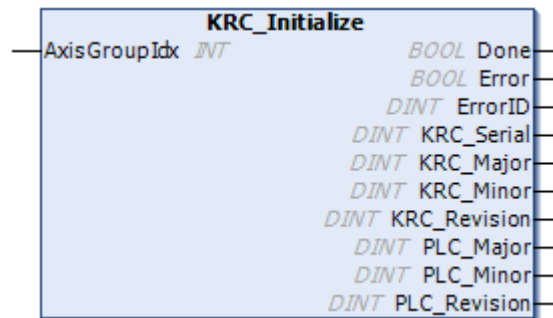 KRC_Initialize
AxisGroupIdx INT BOOL Done
BOOL Error
DINT ErrorID
DINT KRC_Serial
DINT KRC_Major
DINT KRC_Minor
DINT KRC_Revision
DINT PLC_Major
DINT PLC_Minor
DINT PLC_Revision